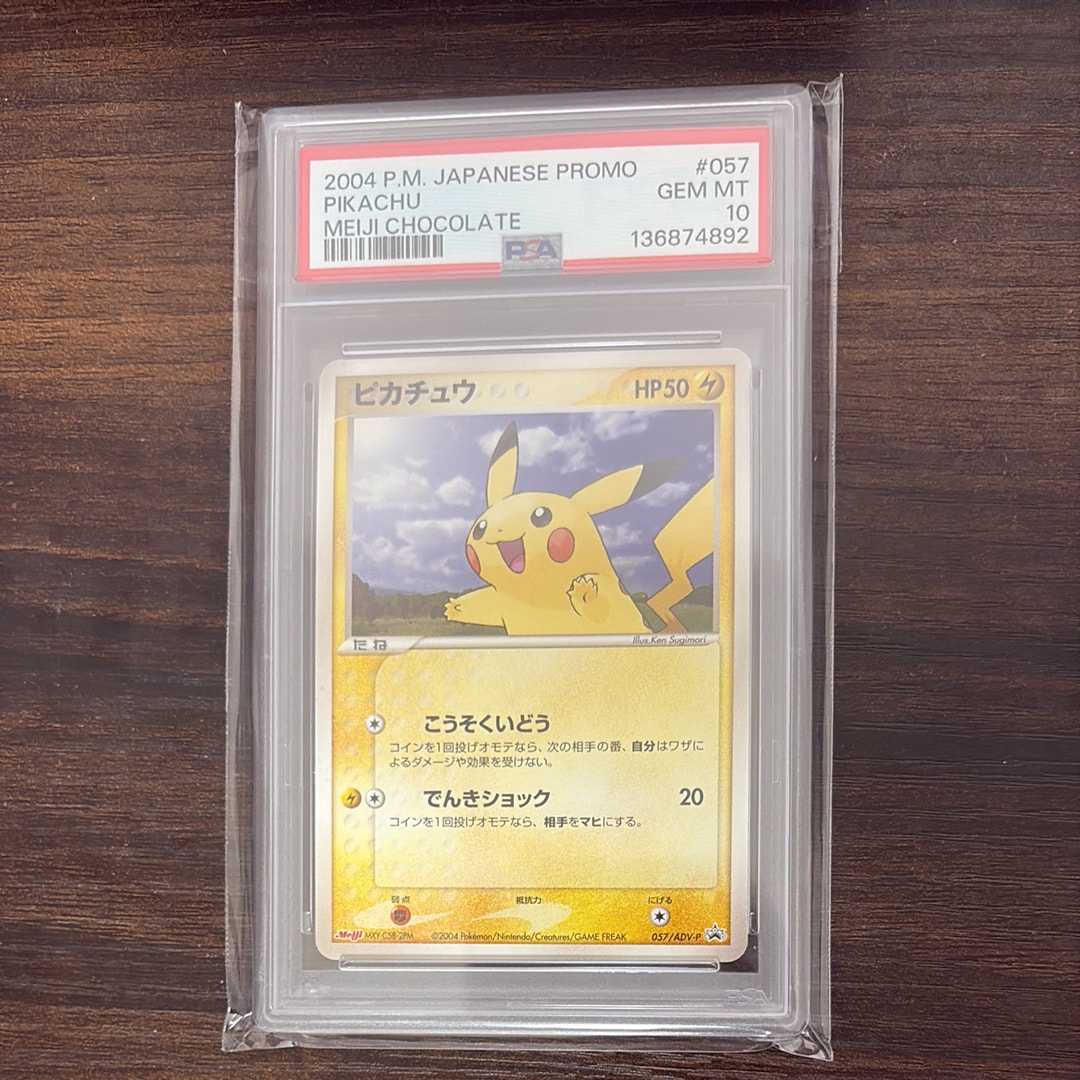 2004 P.M. JAPANESE PROMO #057
PIKACHU GEM MT
MEIJI CHOCOLATE 10
PSA 136874892
ピカチュウ HP50
たね Illus.Ken Sugimori
こうそくいどう
コインを1回投げオモテなら、次の相手の番、自分はワザに
よるダメージや効果を受けない。
でんきショック 20
コインを1回投げオモテなら、相手をマヒにする。
弱点 抵抗力 にげる
Meiji MXY-C58-2PM ©2004 Pokémon/Nintendo/Creatures/GAME FREAK 057/ADV-P
PSA